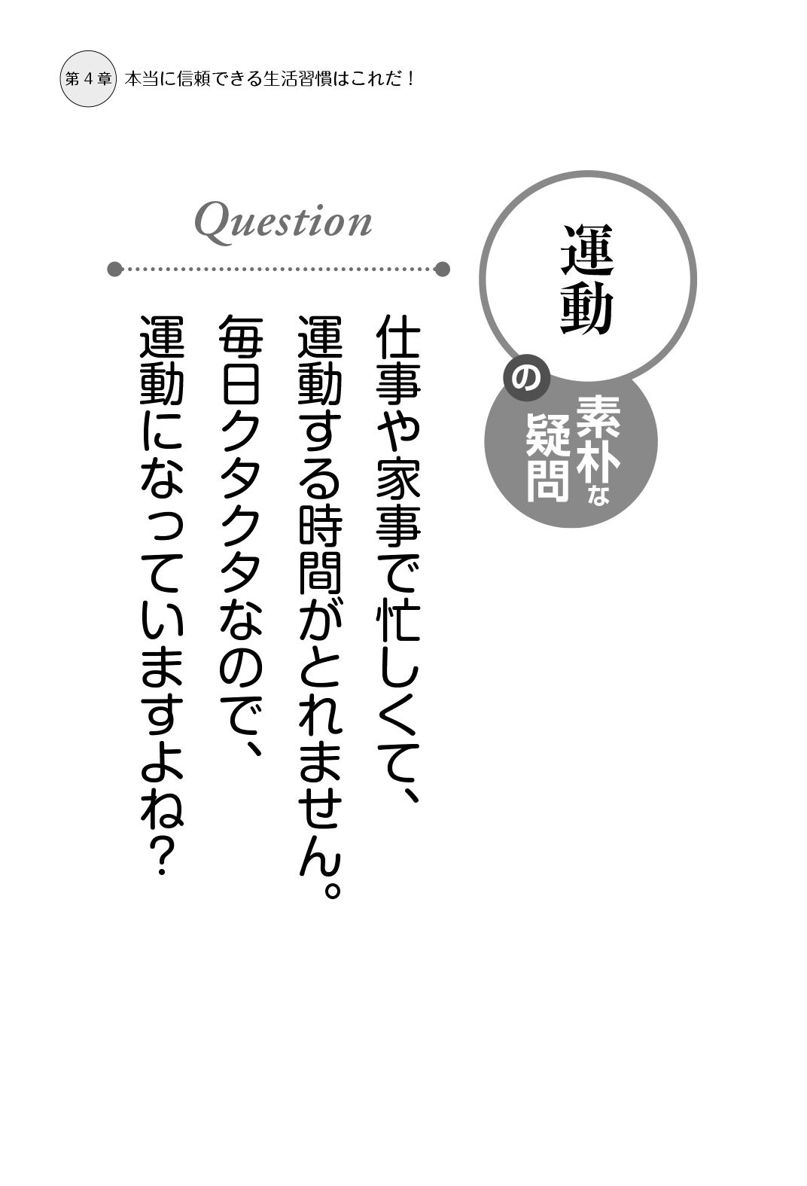 第4章 本当に信頼できる生活習慣はこれだ！
運動
の
素朴な
疑問
Question
仕事や家事で忙しくて、
運動する時間がとれません。
毎日クタクタなので、
運動になっていますよね？